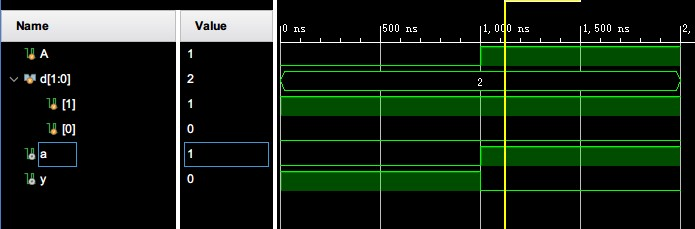 Name Value
0 ns 500 ns 1,000 ns 1,500 ns 2,
A 1
d[1:0] 2 2
[1] 1
[0] 0
a 1
y 0